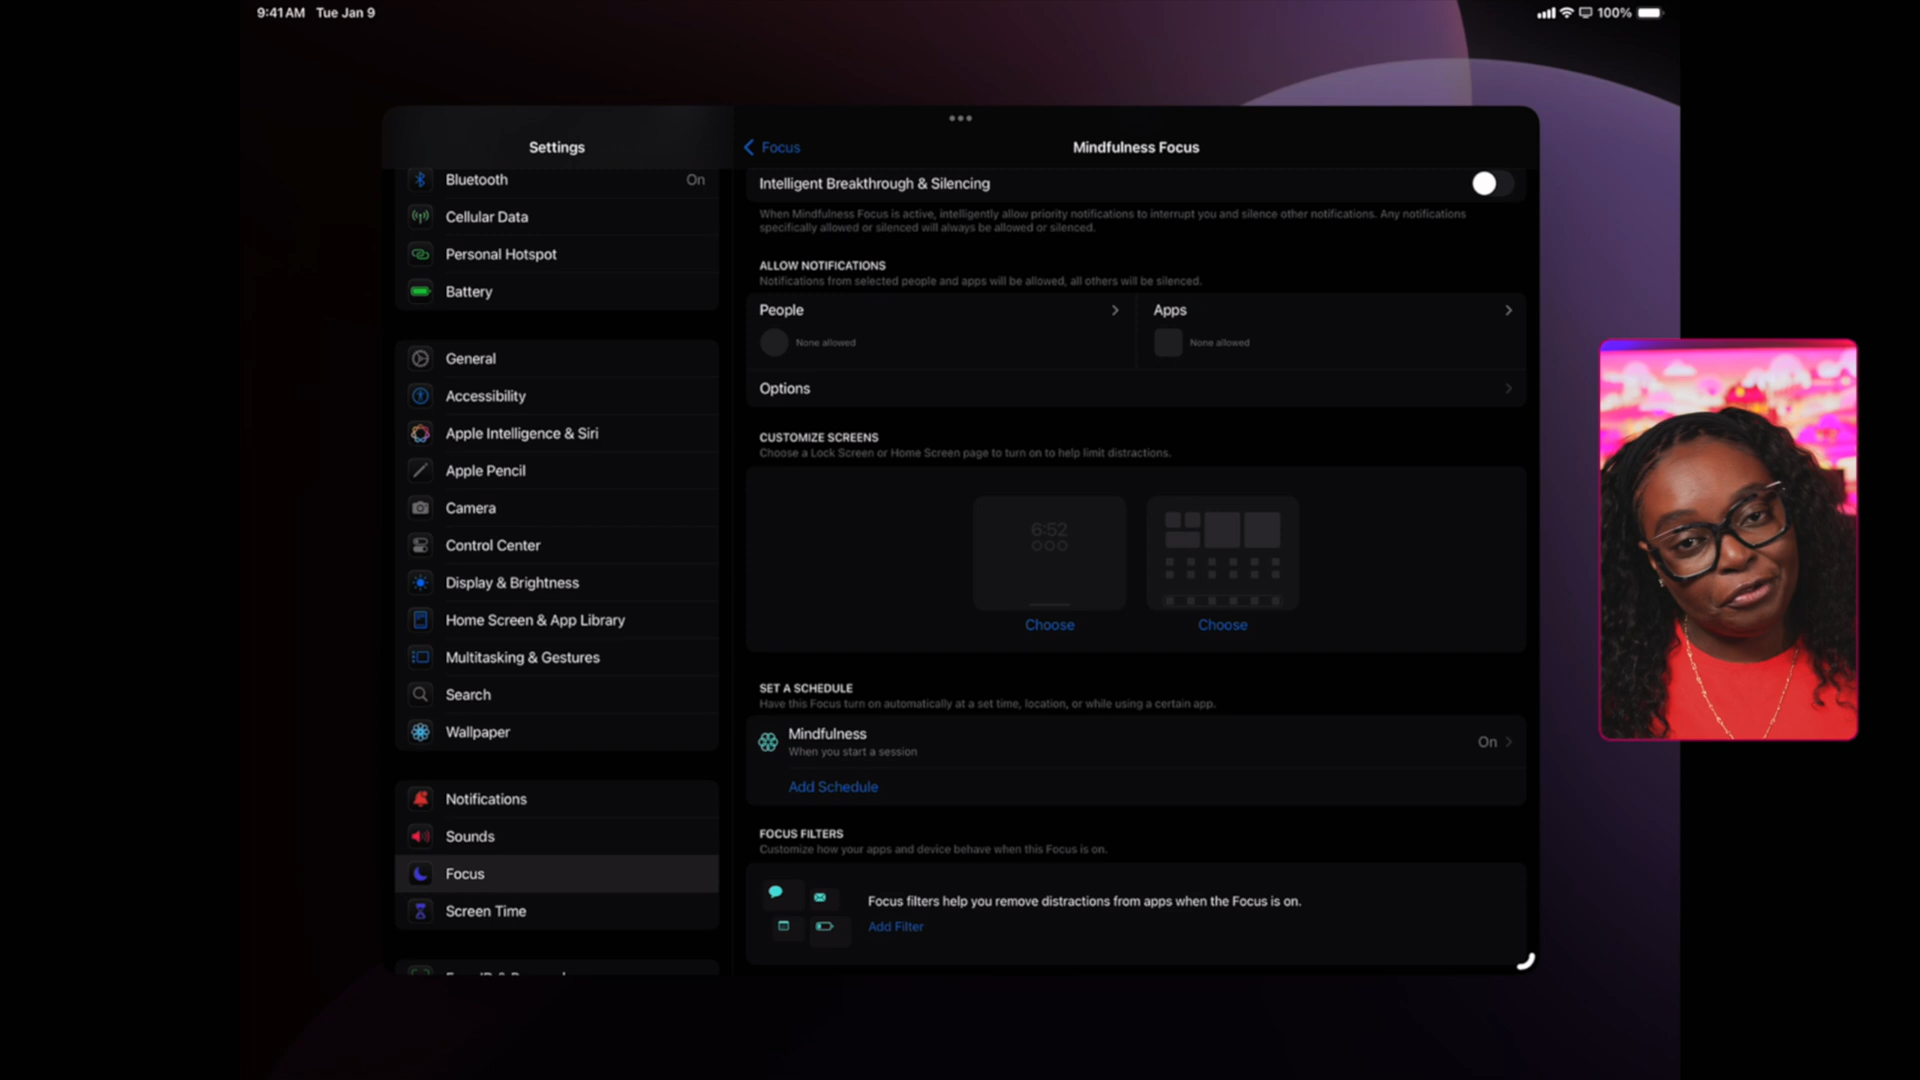 9:41 AM Tue Jan 9
100%
Settings
Bluetooth On
Cellular Data
Personal Hotspot
Battery
General
Accessibility
Apple Intelligence & Siri
Apple Pencil
Camera
Control Center
Display & Brightness
Home Screen & App Library
Multitasking & Gestures
Search
Wallpaper
Notifications
Sounds
Focus
Screen Time
Focus
Mindfulness Focus
Intelligent Breakthrough & Silencing
When Mindfulness Focus is active, intelligently allow priority notifications to interrupt you and silence other notifications. Any notifications
specifically allowed or silenced will always be allowed or silenced.
ALLOW NOTIFICATIONS
Notifications from selected people and apps will be allowed, all others will be silenced.
People
None allowed
Apps
None allowed
Options
CUSTOMIZE SCREENS
Choose a Lock Screen or Home Screen page to turn on to help limit distractions.
6:52
Choose
Choose
SET A SCHEDULE
Have this Focus turn on automatically at a set time, location, or while using a certain app.
Mindfulness
When you start a session
On
Add Schedule
FOCUS FILTERS
Customize how your apps and device behave when this Focus is on.
Focus filters help you remove distractions from apps when the Focus is on.
Add Filter